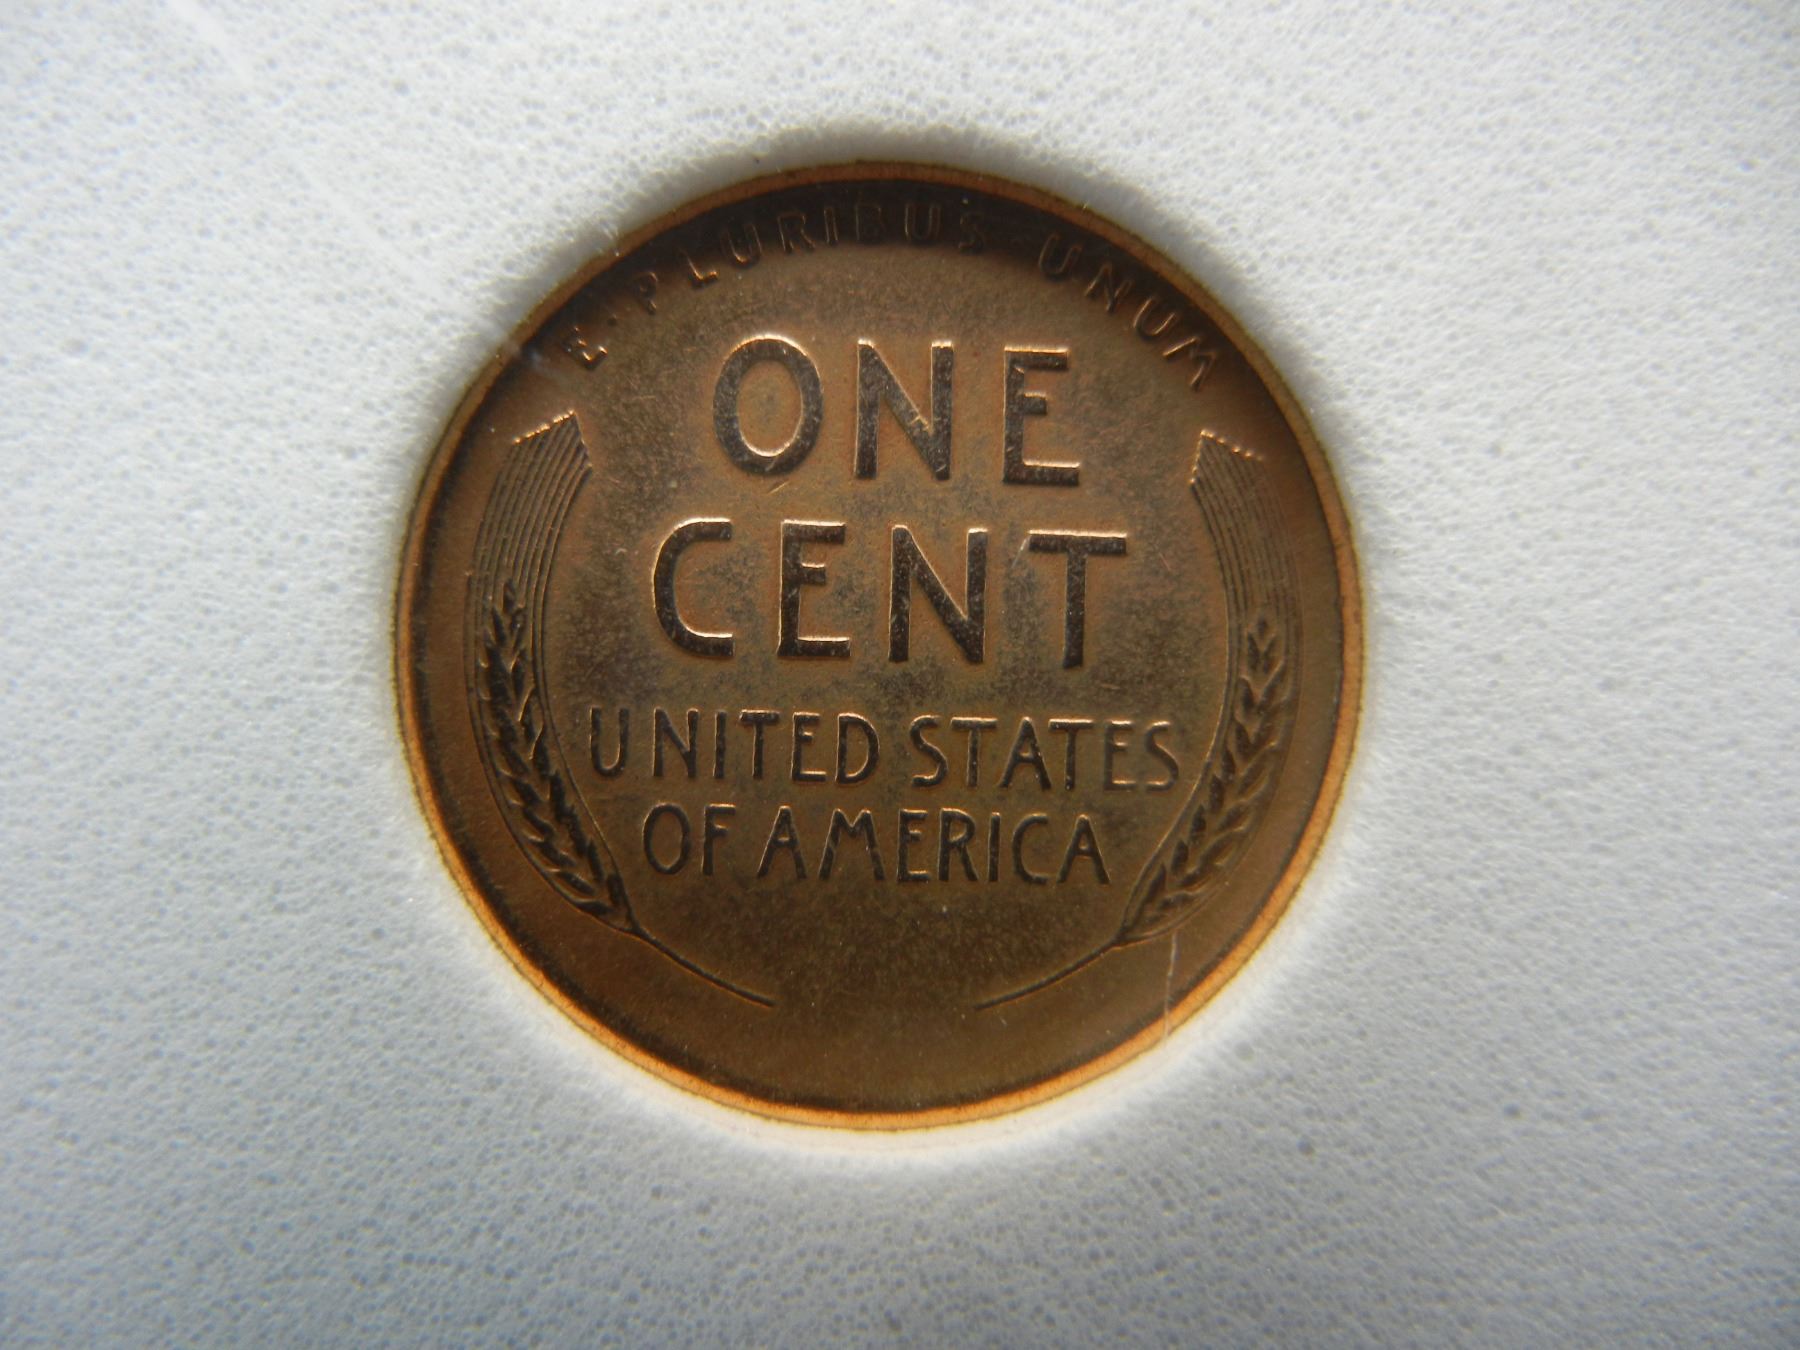 E · PLURIBUS · UNUM
ONE
CENT
UNITED STATES
OF AMERICA